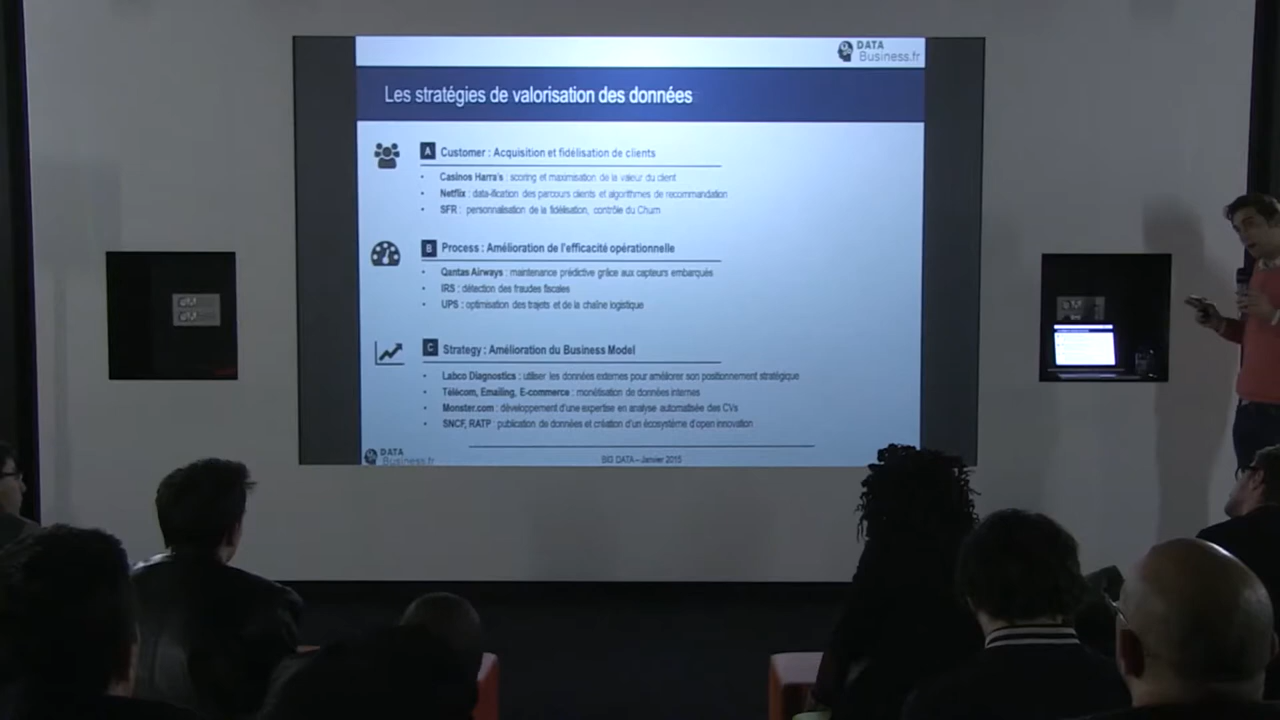 DATA
Business.fr
Les stratégies de valorisation des données
A Customer : Acquisition et fidélisation de clients
• Casinos Harra's : scoring et maximisation de la valeur du client
• Netflix : data-ification des parcours clients et algorithmes de recommandation
• SFR : personnalisation de la fidélisation, contrôle du Churn
B Process : Amélioration de l'efficacité opérationnelle
• Qantas Airways : maintenance prédictive grâce aux capteurs embarqués
• IRS : détection des fraudes fiscales
• UPS : optimisation des trajets et de la chaîne logistique
C Strategy : Amélioration du Business Model
• Labco Diagnostics : utiliser les données externes pour améliorer son positionnement stratégique
• Télécom, Emailing, E-commerce : monétisation de données internes
• Monster.com : développement d'une expertise en analyse automatisée des CVs
• SNCF, RATP : publication de données et création d'un écosystème d'open innovation
DATA
Business.fr
BIG DATA – Janvier 2015